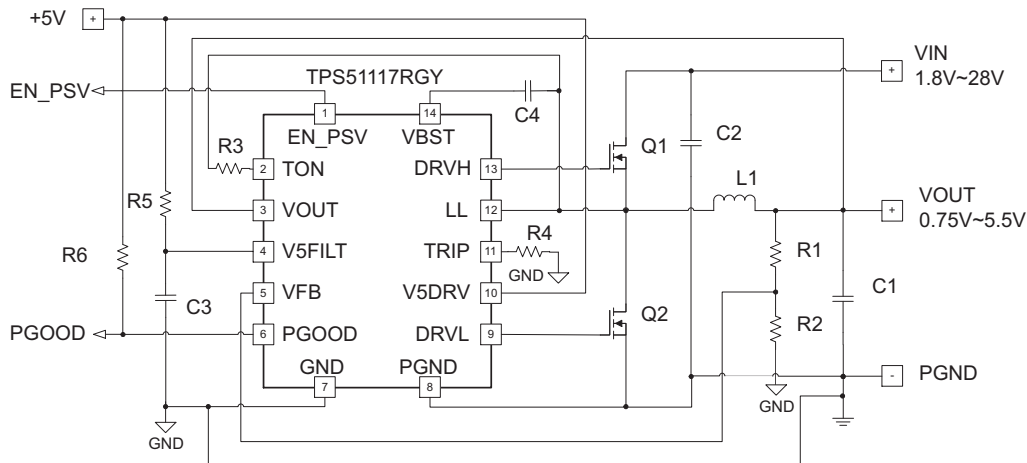 +5V
+
TPS51117RGY
VIN
1.8V~28V
+
EN_PSV
C4
1
14
EN_PSV
VBST
C2
R3
Q1
2
TON
DRVH
13
L1
R5
3
VOUT
LL
12
+
VOUT
0.75V~5.5V
R4
R6
4
V5FILT
TRIP
11
R1
GND
C3
5
VFB
V5DRV
10
C1
Q2
R2
PGOOD
6
PGOOD
DRVL
9
GND
PGND
7
8
-
PGND
GND
GND